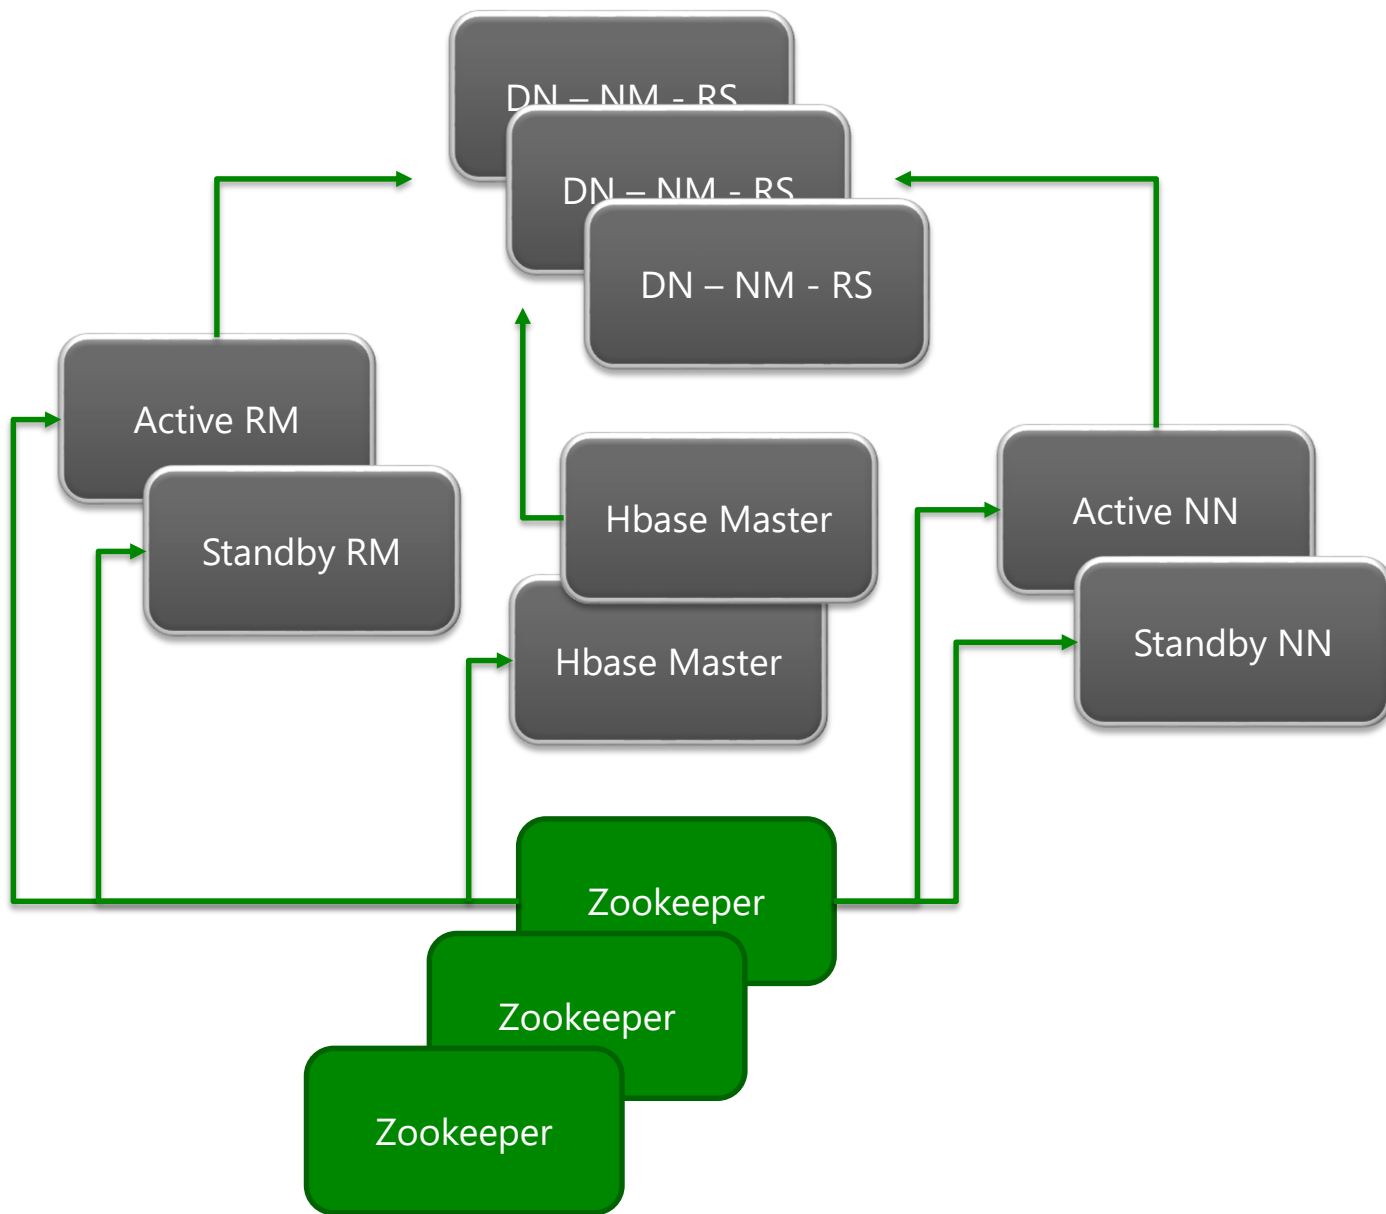 DN – NM - RS
DN – NM - RS
DN – NM - RS
Active RM
Standby RM
Hbase Master
Hbase Master
Active NN
Standby NN
Zookeeper
Zookeeper
Zookeeper